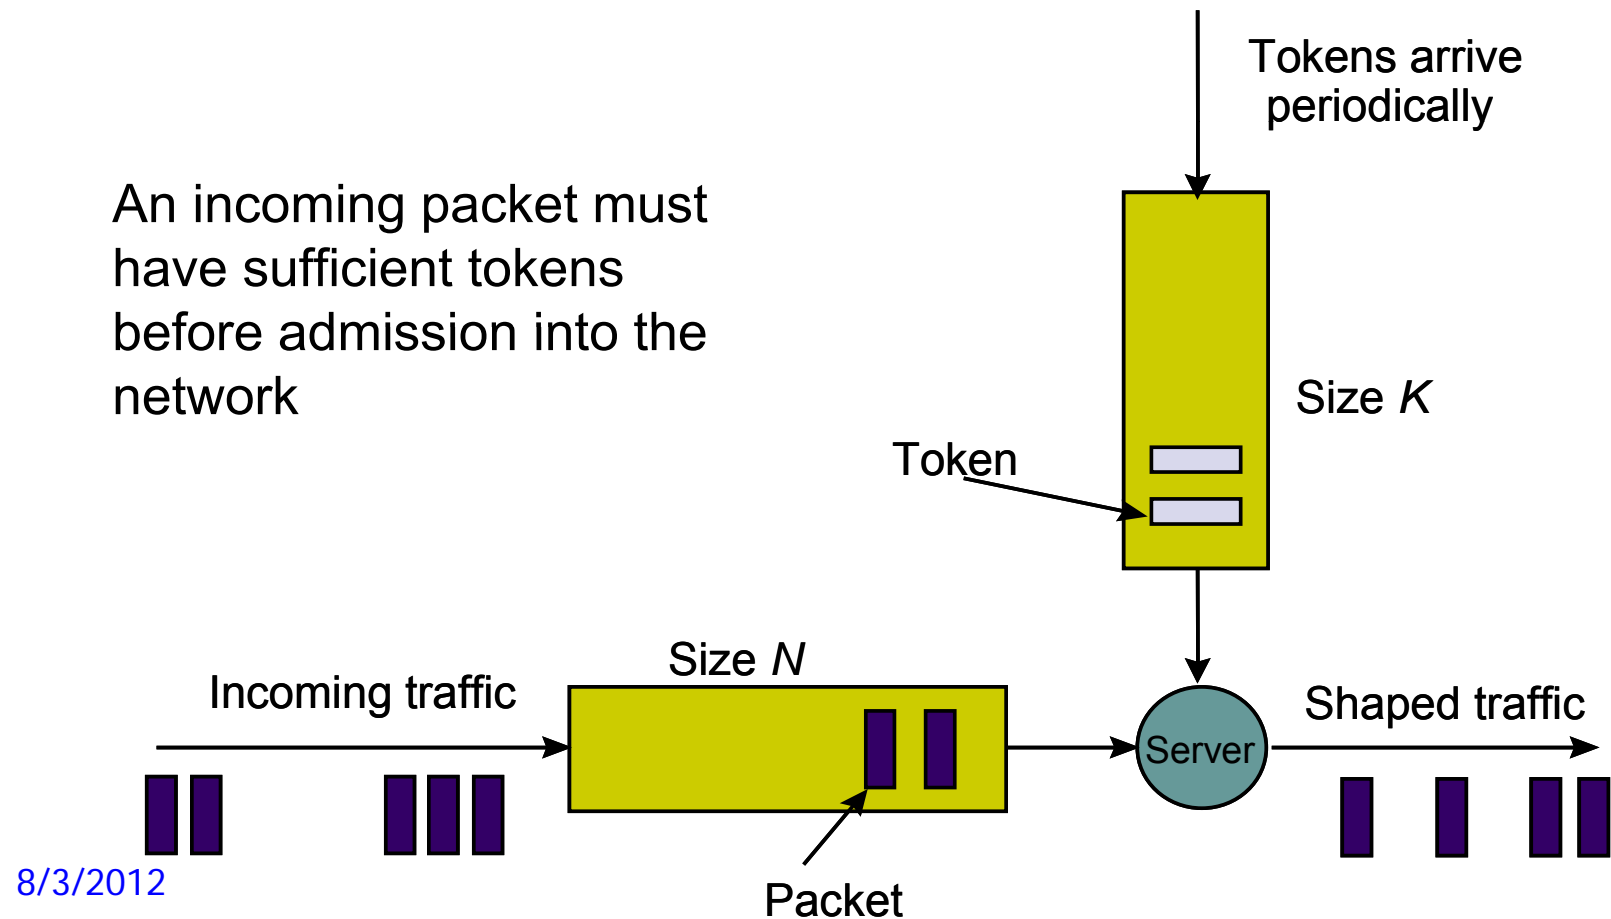 Tokens arrive
periodically
An incoming packet must
have sufficient tokens
before admission into the
network
Size K
Token
Size N
Incoming traffic
Server
Shaped traffic
Packet
8/3/2012